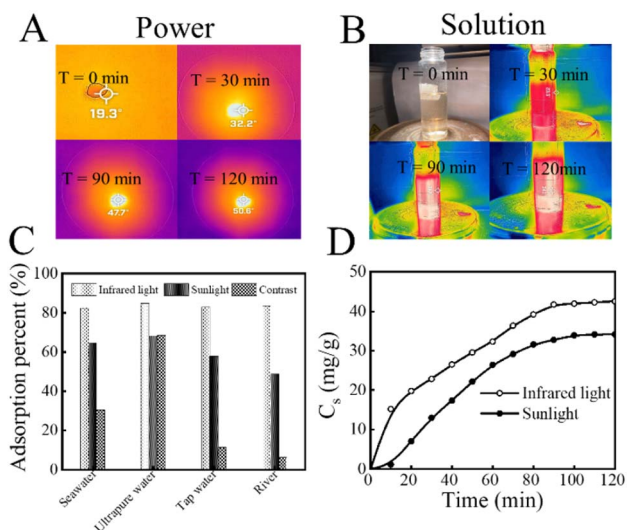 A
Power
T = 0 min
19.3°
T = 30 min
32.2°
T = 90 min
47.7°
T = 120 min
50.6°
B
Solution
T = 0 min
T = 30 min
T = 90 min
T = 120min
C
Adsorption percent (%)
100
80
60
40
20
0
Infrared light
Sunlight
Contrast
Seawater
Ultrapure water
Tap water
River
D
Cs (mg/g)
50
40
30
20
10
0
Infrared light
Sunlight
0 20 40 60 80 100 120
Time (min)